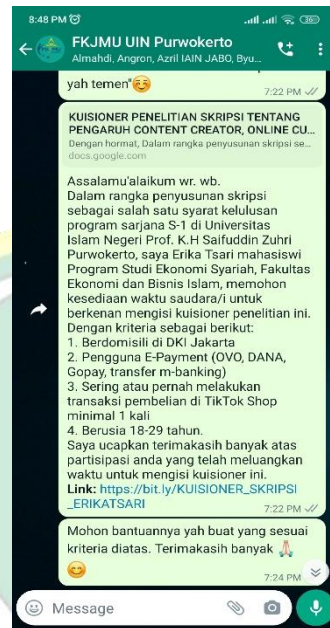 8:48 PM
FKJMU UIN Purwokerto
Almahdi, Angron, Azril IAIN JABO, Byu...
yah temen"😊
7:22 PM
KUISIONER PENELITIAN SKRIPSI TENTANG
PENGARUH CONTENT CREATOR, ONLINE CU...
Dengan hormat, Dalam rangka penyusunan skripsi se...
docs.google.com
Assalamu'alaikum wr. wb.
Dalam rangka penyusunan skripsi
sebagai salah satu syarat kelulusan
program sarjana S-1 di Universitas
Islam Negeri Prof. K.H Saifuddin Zuhri
Purwokerto, saya Erika Tsari mahasiswi
Program Studi Ekonomi Syariah, Fakultas
Ekonomi dan Bisnis Islam, memohon
kesediaan waktu saudara/i untuk
berkenan mengisi kuisioner penelitian ini.
Dengan kriteria sebagai berikut:
1. Berdomisili di DKI Jakarta
2. Pengguna E-Payment (OVO, DANA,
Gopay, transfer m-banking)
3. Sering atau pernah melakukan
transaksi pembelian di TikTok Shop
minimal 1 kali
4. Berusia 18-29 tahun.
Saya ucapkan terimakasih banyak atas
partisipasi anda yang telah meluangkan
waktu untuk mengisi kuisioner ini.
Link: https://bit.ly/KUISIONER_SKRIPSI
_ERIKATSARI
7:22 PM
Mohon bantuannya yah buat yang sesuai
kriteria diatas. Terimakasih banyak 🙏
😊
7:24 PM
Message